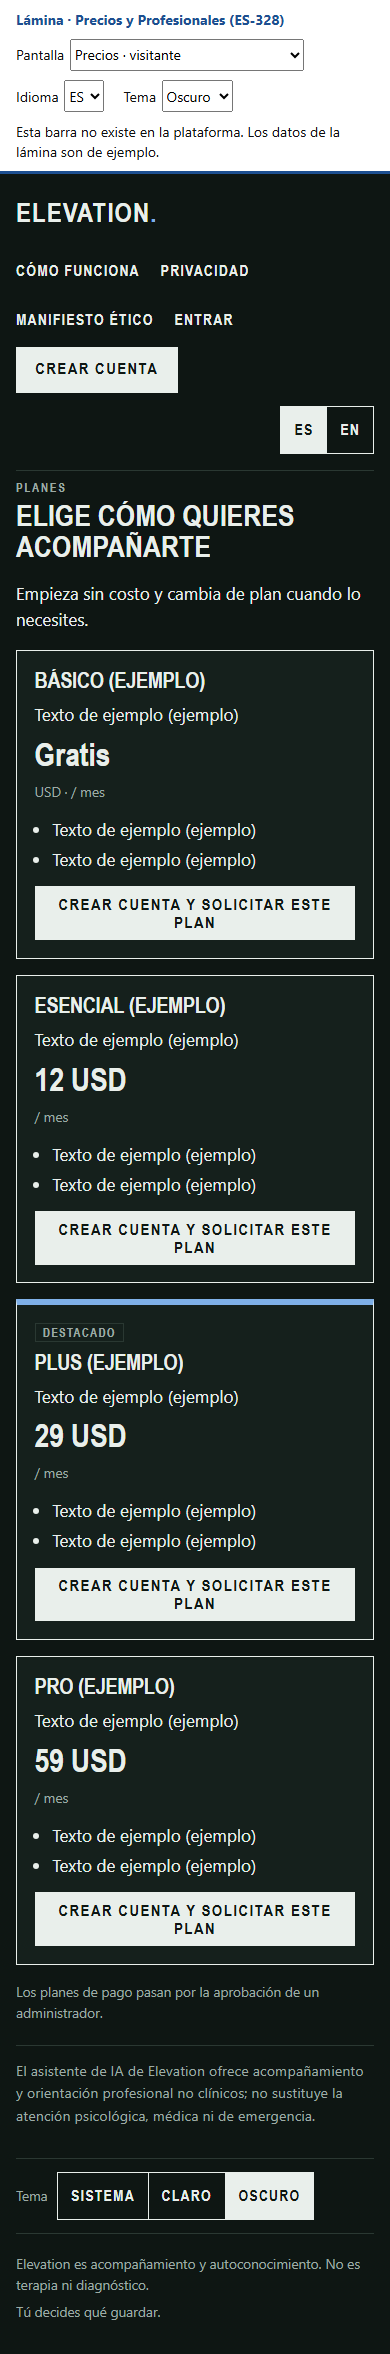 Lámina · Precios y Profesionales (ES-328)
Pantalla Precios · visitante
Idioma ES Tema Oscuro
Esta barra no existe en la plataforma. Los datos de la
lámina son de ejemplo.
ELEVATION.
CÓMO FUNCIONA PRIVACIDAD
MANIFIESTO ÉTICO ENTRAR
CREAR CUENTA
ES EN
PLANES
ELIGE CÓMO QUIERES
ACOMPAÑARTE
Empieza sin costo y cambia de plan cuando lo
necesites.
BÁSICO (EJEMPLO)
Texto de ejemplo (ejemplo)
Gratis
USD · / mes
• Texto de ejemplo (ejemplo)
• Texto de ejemplo (ejemplo)
CREAR CUENTA Y SOLICITAR ESTE
PLAN
ESENCIAL (EJEMPLO)
Texto de ejemplo (ejemplo)
12 USD
/ mes
• Texto de ejemplo (ejemplo)
• Texto de ejemplo (ejemplo)
CREAR CUENTA Y SOLICITAR ESTE
PLAN
DESTACADO
PLUS (EJEMPLO)
Texto de ejemplo (ejemplo)
29 USD
/ mes
• Texto de ejemplo (ejemplo)
• Texto de ejemplo (ejemplo)
CREAR CUENTA Y SOLICITAR ESTE
PLAN
PRO (EJEMPLO)
Texto de ejemplo (ejemplo)
59 USD
/ mes
• Texto de ejemplo (ejemplo)
• Texto de ejemplo (ejemplo)
CREAR CUENTA Y SOLICITAR ESTE
PLAN
Los planes de pago pasan por la aprobación de un
administrador.
El asistente de IA de Elevation ofrece acompañamiento
y orientación profesional no clínicos; no sustituye la
atención psicológica, médica ni de emergencia.
Tema SISTEMA CLARO OSCURO
Elevation es acompañamiento y autoconocimiento. No es
terapia ni diagnóstico.
Tú decides qué guardar.